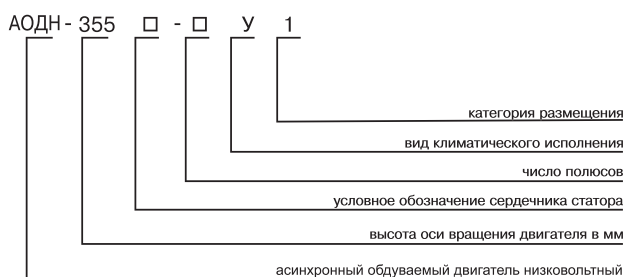 АОДН - 355 □ - □ У 1
категория размещения
вид климатического исполнения
число полюсов
условное обозначение сердечника статора
высота оси вращения двигателя в мм
асинхронный обдуваемый двигатель низковольтный